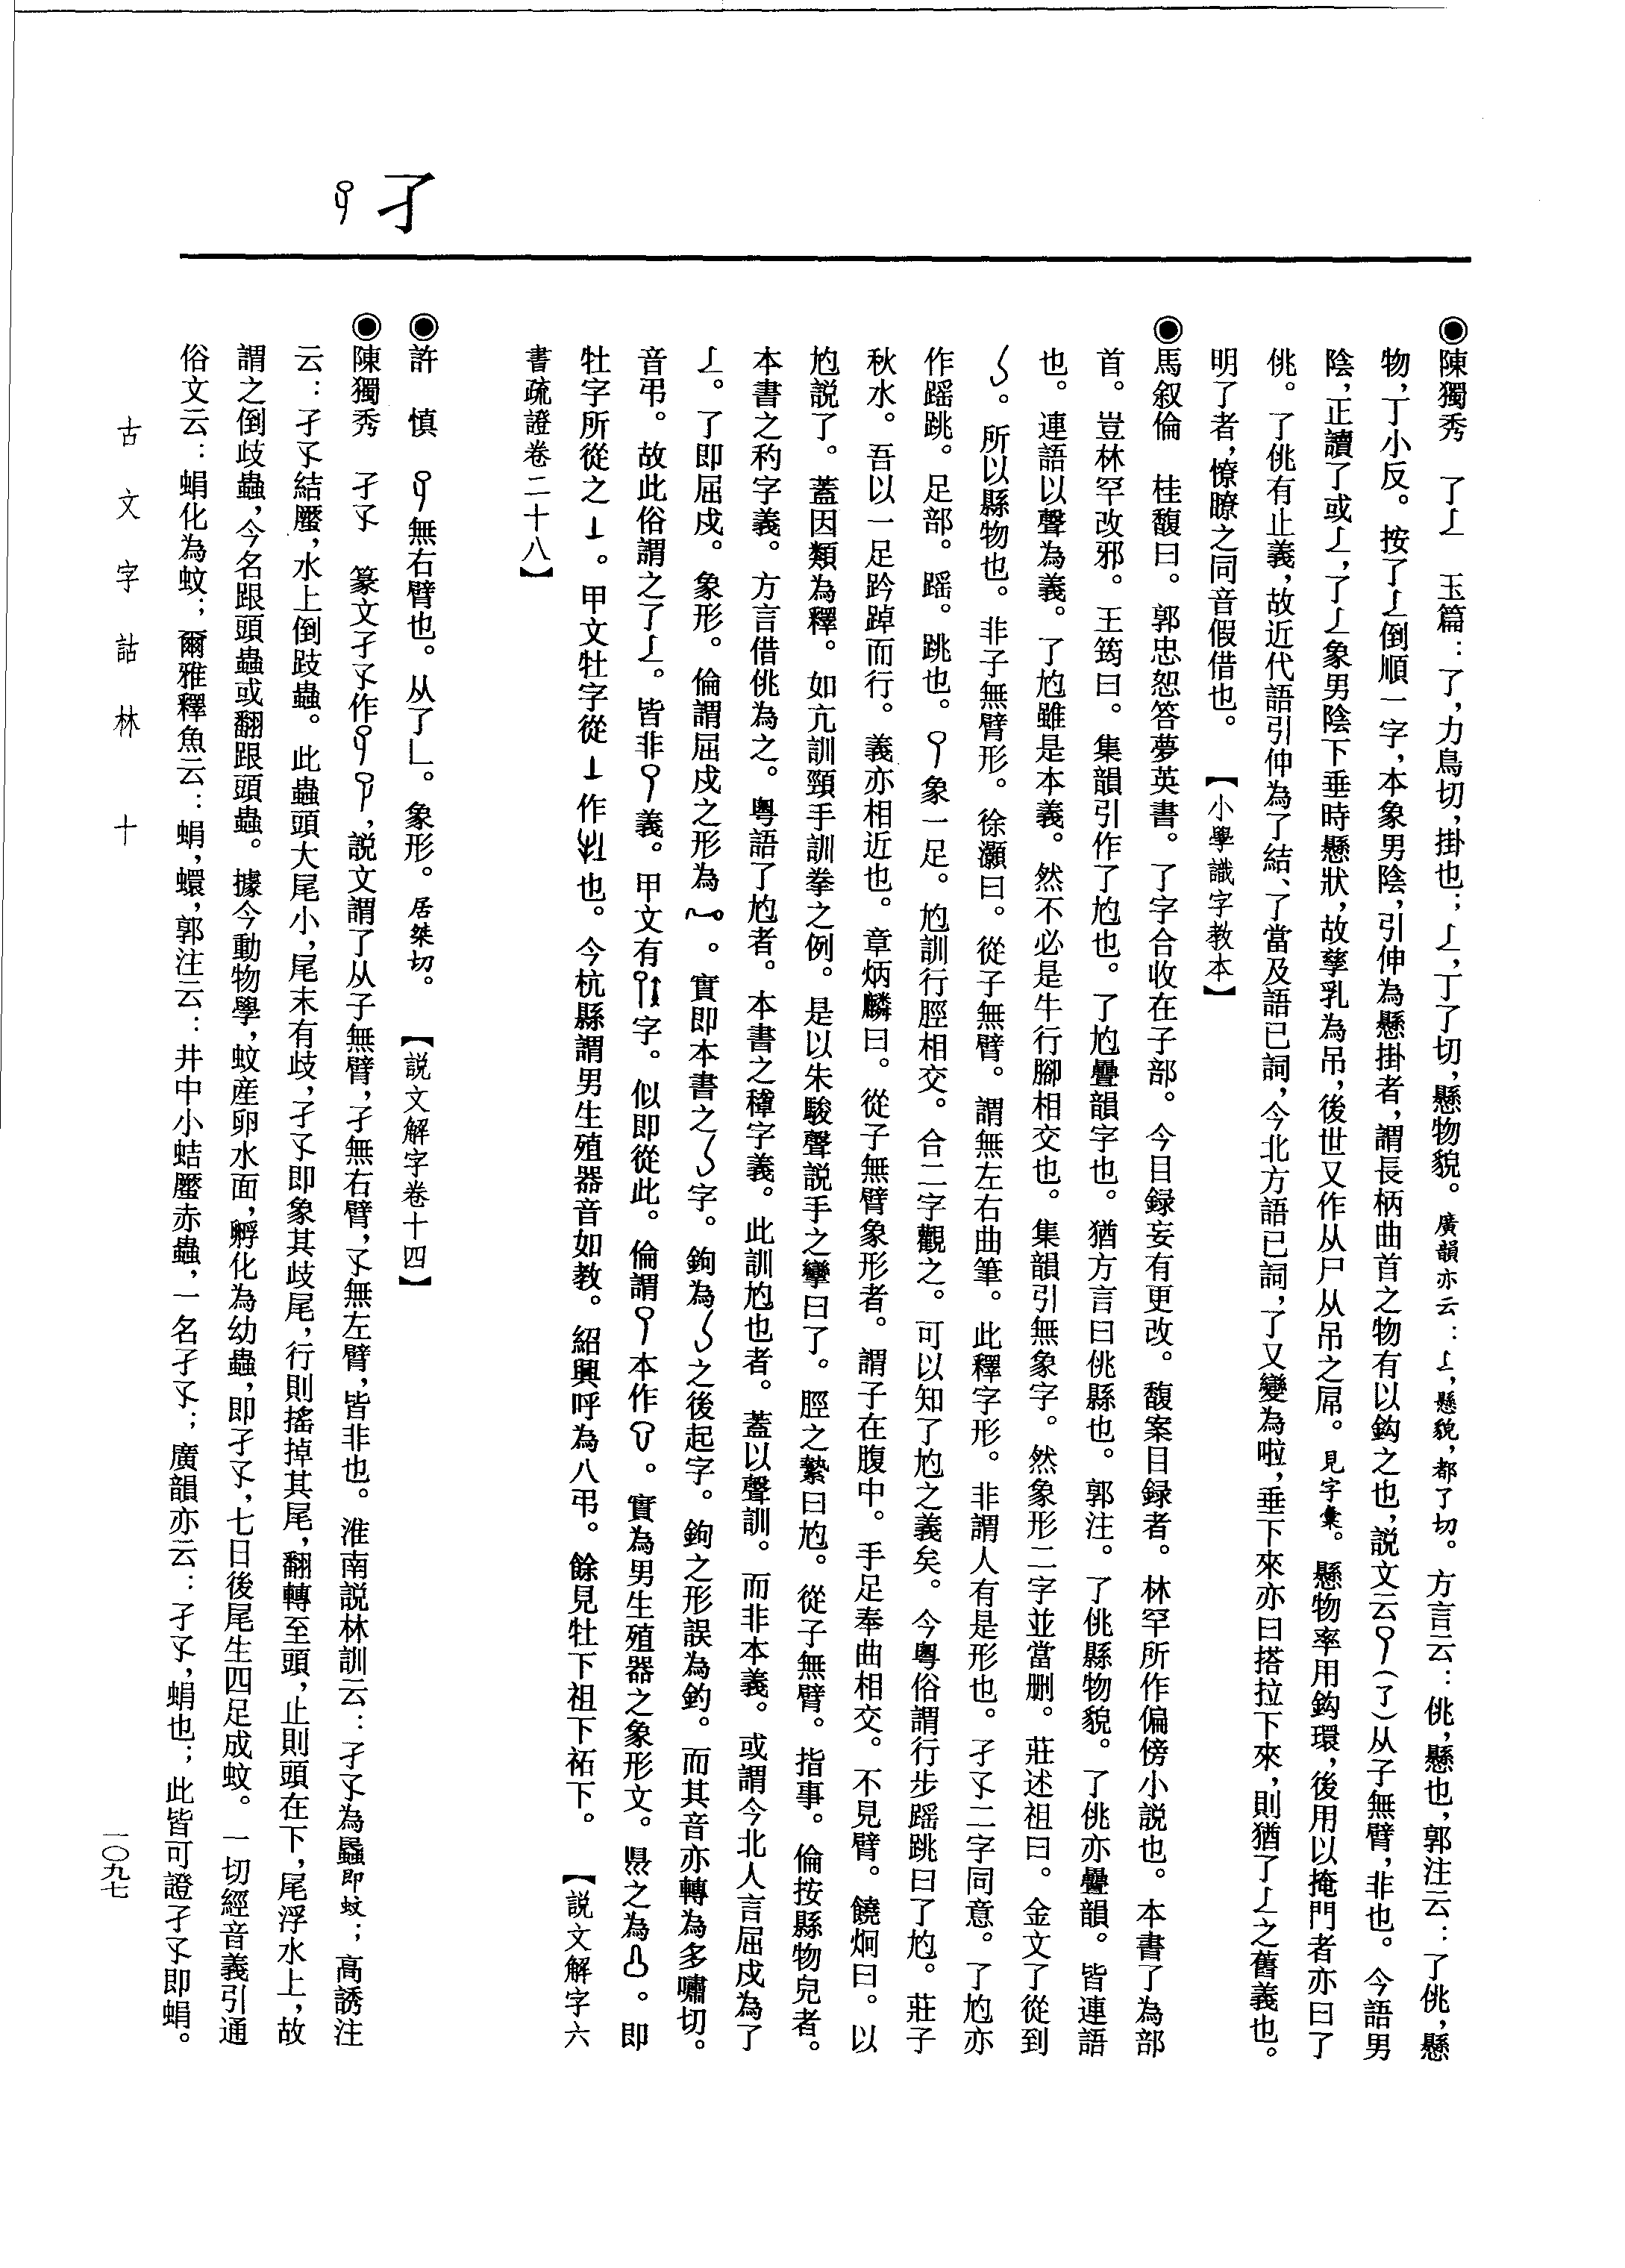 孑
◉陳獨秀　了⺄　玉篇：了，力鳥切，掛也；，丁了切，懸物貌。廣韻亦云：，懸貌，都了切。方言云：佻，懸也，郭注云：了佻，懸
物，丁小反。按了倒順一字，本象男陰，引伸為懸掛者，謂長柄曲首之物有以鈎之也，説文云（了）从子無臂，非也。今語男
陰，正讀了或，了象男陰下垂時懸狀，故孳乳為吊，後世又作从尸从吊之屌。見字彙。懸物率用鈎環，後用以掩門者亦曰了
佻。了佻有止義，故近代語引伸為了結、了當及語已詞，今北方語已詞，了又變為啦，垂下來亦曰搭拉下來，則猶了之舊義也。
明了者，憭瞭之同音假借也。　【小學識字教本】
◉馬叙倫　桂馥曰。郭忠恕答夢英書。了字合收在子部。今目録妄有更改。馥案目録者。林罕所作偏傍小説也。本書了為部
首。豈林罕改邪。王筠曰。集韻引作了尥也。了尥疊韻字也。猶方言曰佻縣也。郭注。了佻縣物貌。了佻亦疊韻。皆連語
也。連語以聲為義。了尥雖是本義。然不必是牛行腳相交也。集韻引無象字。然象形二字並當删。莊述祖曰。金文了從到
。所以縣物也。非子無臂形。徐灝曰。從子無臂。謂無左右曲筆。此釋字形。非謂人有是形也。孑孓二字同意。了尥亦
作蹘跳。足部。蹘。跳也。象一足。尥訓行脛相交。合二字觀之。可以知了尥之義矣。今粵俗謂行步蹘跳曰了尥。莊子
秋水。吾以一足趻踔而行。義亦相近也。章炳麟曰。從子無臂象形者。謂子在腹中。手足奉曲相交。不見臂。饒炯曰。以
尥説了。蓋因類為釋。如亢訓頸手訓拳之例。是以朱駿聲説手之攣曰了。脛之縶曰尥。從子無臂。指事。倫按縣物皃者。
本書之杓字義。方言借佻為之。粵語了尥者。本書之字義。此訓尥也者。蓋以聲訓。而非本義。或謂今北人言屈戍為了
。了即屈戍。象形。倫謂屈戍之形為。實即本書之字。鉤為之後起字。鉤之形誤為釣。而其音亦轉為多嘯切。
音弔。故此俗謂之了。皆非義。甲文有字。似即從此。倫謂本作。實為男生殖器之象形文。之為。即
牡字所從之⊥。甲文牡字從⊥作也。今杭縣謂男生殖器音如教。紹興呼為八弔。餘見牡下祖下祏下。　【説文解字六
書疏證卷二十八】
◉許　慎　無右臂也。从了乚。象形。居桀切。　【説文解字卷十四】
◉陳獨秀　孑孓　篆文孑孓作，説文謂了从子無臂，孑無右臂，孓無左臂，皆非也。淮南説林訓云：孑孓為蟁即蚊；高誘注
云：孑孓結蟨，水上倒跂蟲。此蟲頭大尾小，尾末有歧，孑孓即象其歧尾，行則搖掉其尾，翻轉至頭，止則頭在下，尾浮水上，故
謂之倒歧蟲，今名跟頭蟲或翻跟頭蟲。據今動物學，蚊産卵水面，孵化為幼蟲，即孑孓，七日後尾生四足成蚊。一切經音義引通
俗文云：蜎化為蚊；爾雅釋魚云：蜎，蠉，郭注云：井中小蛣蟨赤蟲，一名孑孓；廣韻亦云：孑孓，蜎也；此皆可證孑孓即蜎。
古文字詁林　十
一〇九七